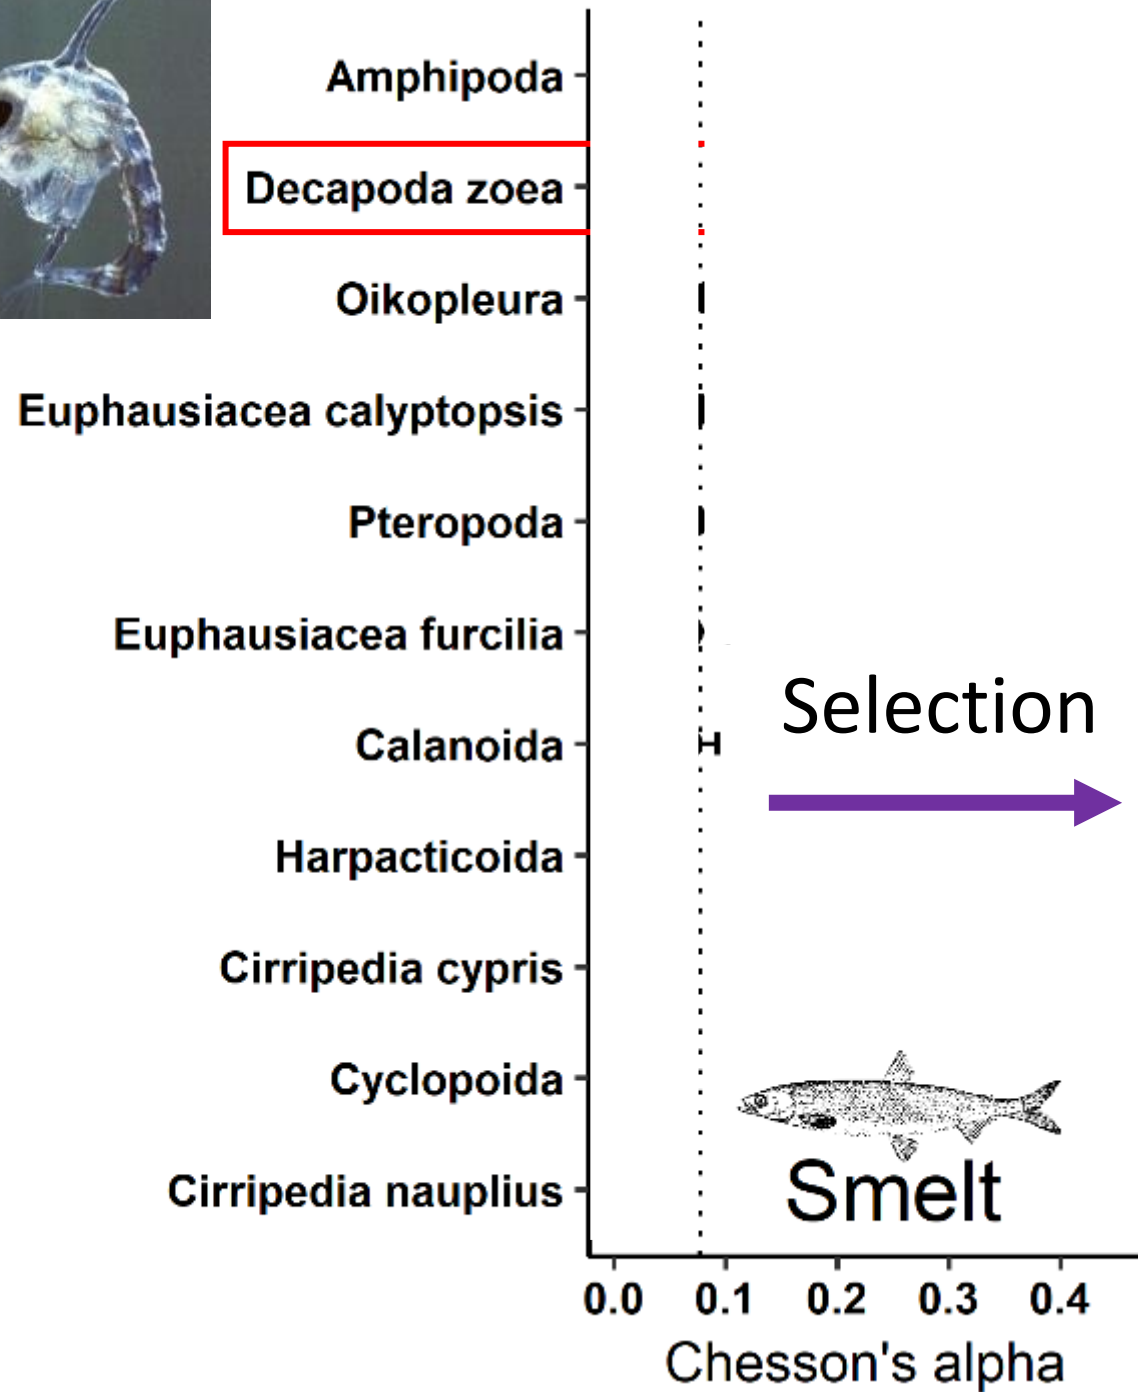 Amphipoda
Decapoda zoea
Oikopleura
Euphausiacea calyptopsis
Pteropoda
Euphausiacea furcilia
Selection
Calanoida
Harpacticoida
Cirripedia cypris
Cyclopoida
Cirripedia nauplius
Smelt
0.0 0.1 0.2 0.3 0.4
Chesson's alpha